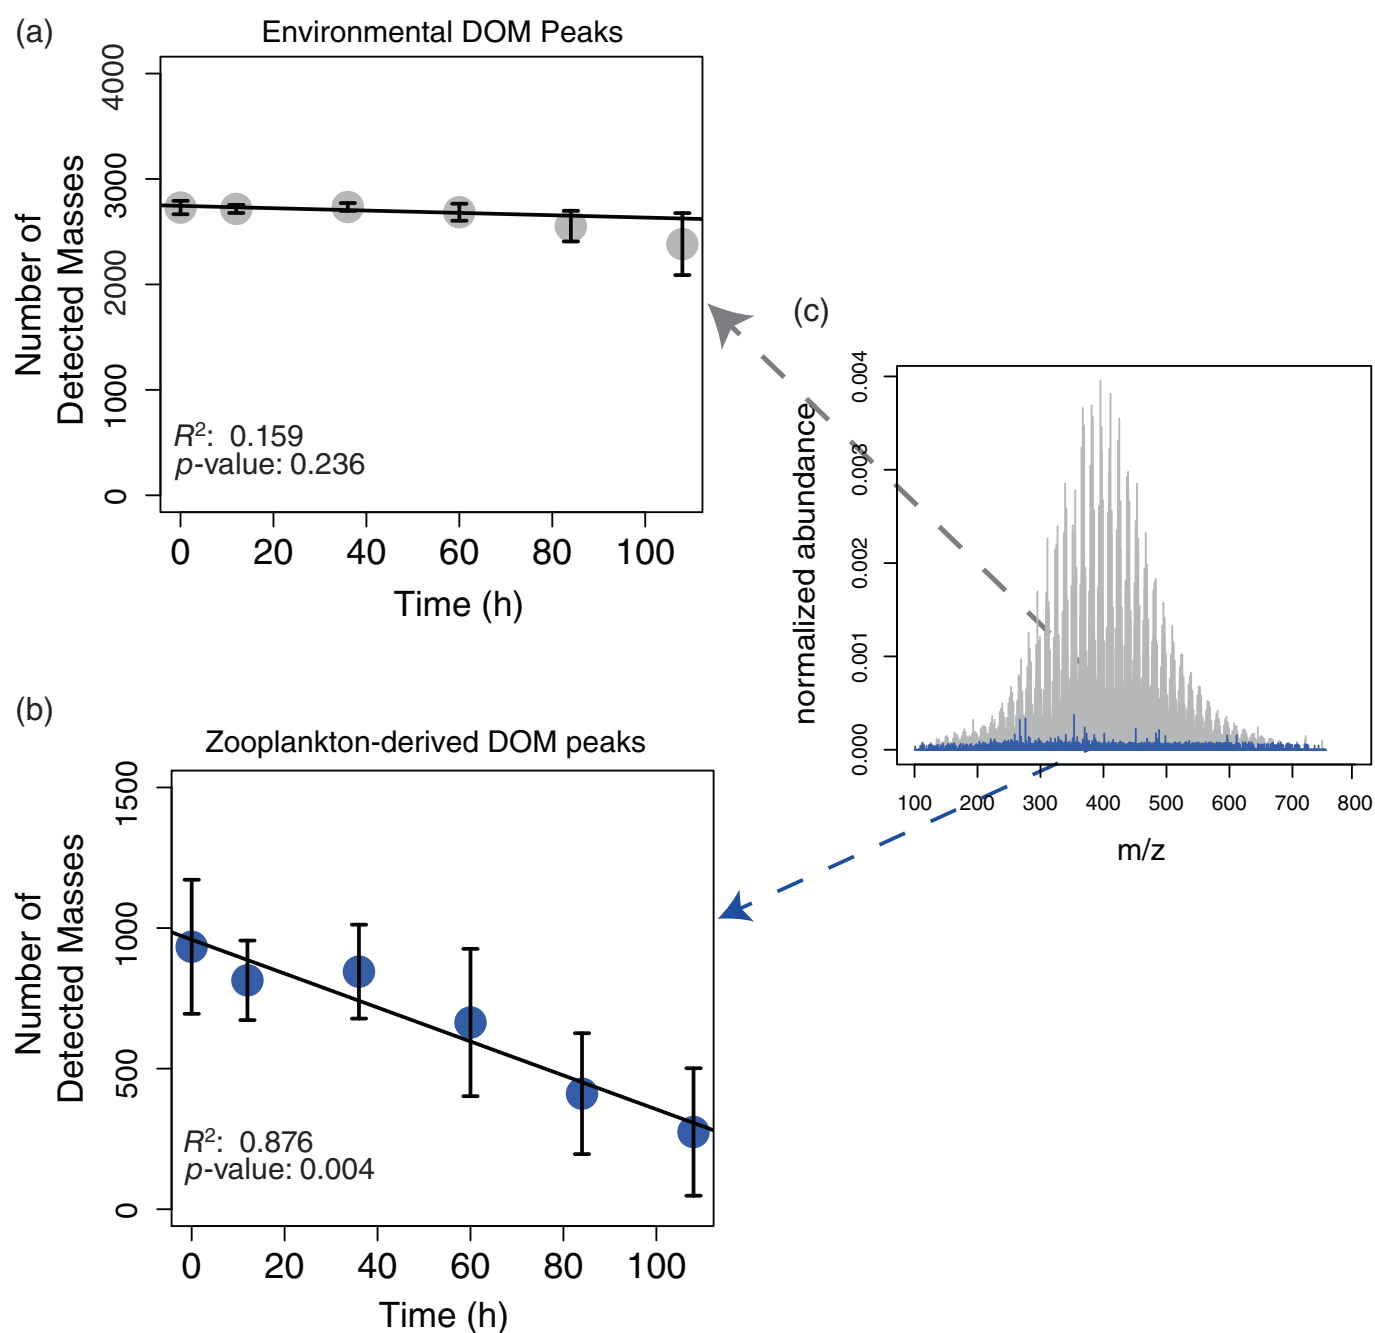 (a)
Environmental DOM Peaks
Number of
Detected Masses
4000
3000
2000
1000
0
R²: 0.159
p-value: 0.236
0 20 40 60 80 100
Time (h)
(c)
normalized abundance
0.004
0.003
0.002
0.001
0.000
100 200 300 400 500 600 700 800
m/z
(b)
Zooplankton-derived DOM peaks
Number of
Detected Masses
1500
1000
500
0
R²: 0.876
p-value: 0.004
0 20 40 60 80 100
Time (h)